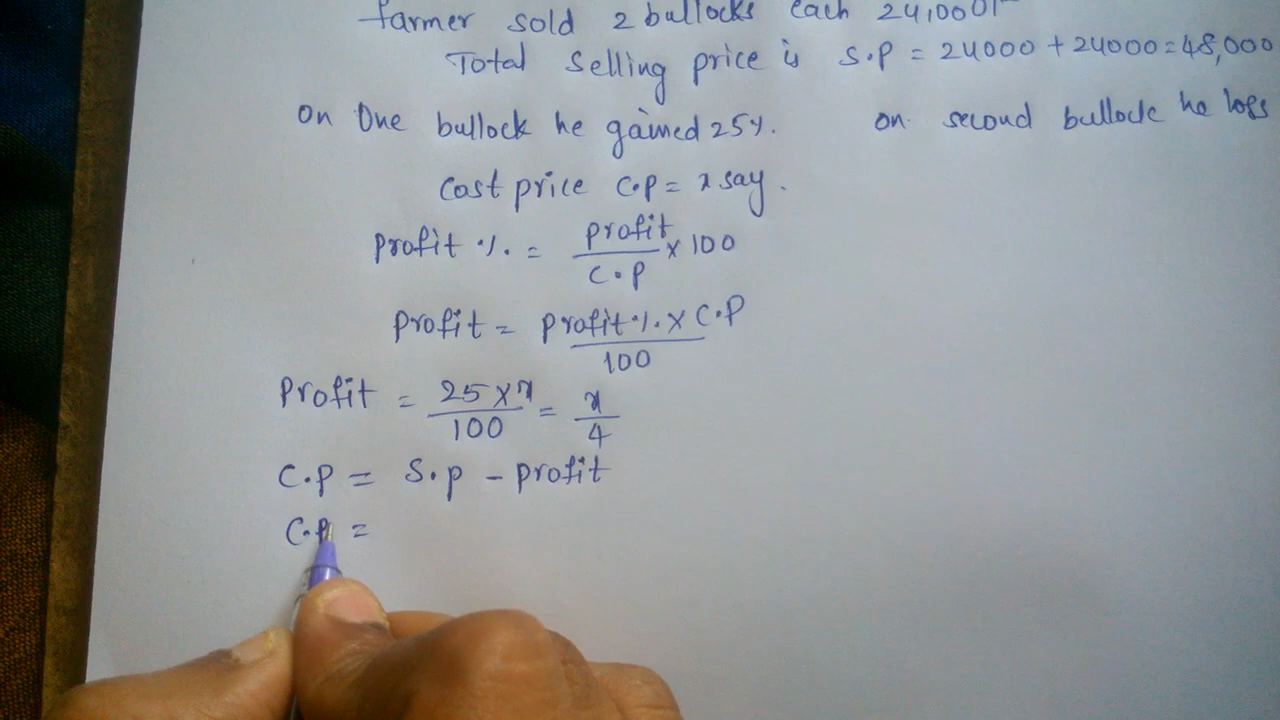 farmer sold 2 bullocks each 24,000/-
Total Selling price is S.P = 24000 + 24000 = 48,000
on One bullock he gained 25%. on second bullock he loss
Cost price C.P = x say.
Profit %. = profit/C.P x 100
Profit = profit %. x C.P/100
Profit = 25 x x/100 = x/4
C.P = S.P - profit
C.P =